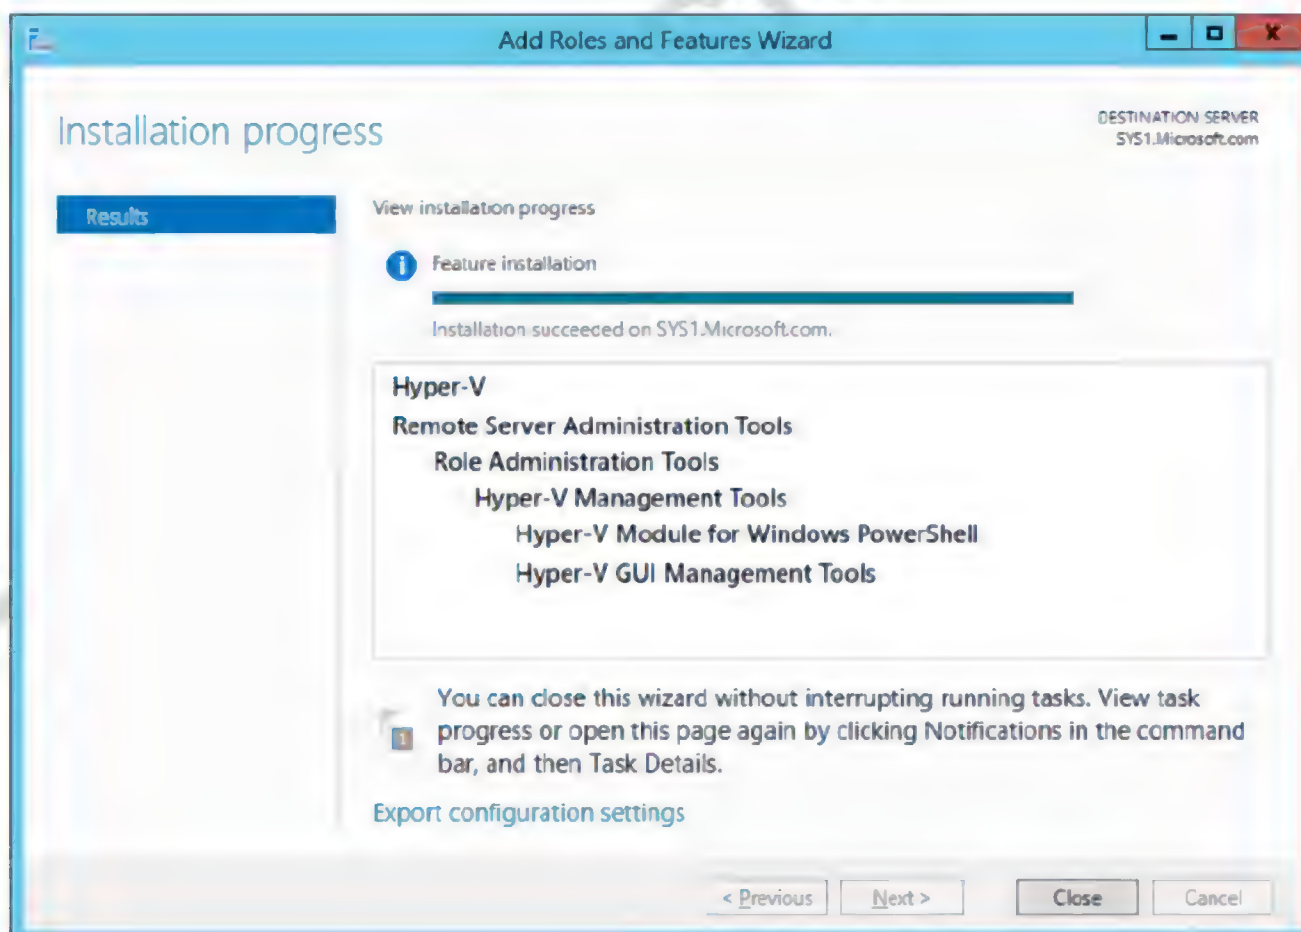 Add Roles and Features Wizard
Installation progress
DESTINATION SERVER
SYS1.Microsoft.com
Results
View installation progress
Feature installation
Installation succeeded on SYS1.Microsoft.com.
Hyper-V
Remote Server Administration Tools
Role Administration Tools
Hyper-V Management Tools
Hyper-V Module for Windows PowerShell
Hyper-V GUI Management Tools
1
You can close this wizard without interrupting running tasks. View task
progress or open this page again by clicking Notifications in the command
bar, and then Task Details.
Export configuration settings
< Previous
Next >
Close
Cancel